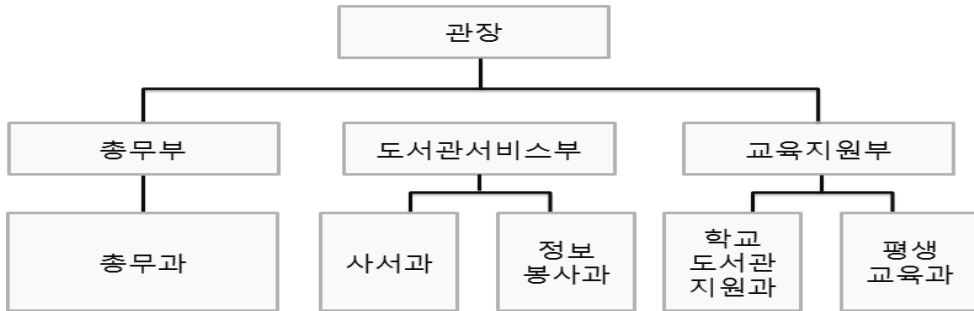 관장
총무부
도서관서비스부
교육지원부
총무과
사서과
정보
봉사과
학교
도서관
지원과
평생
교육과